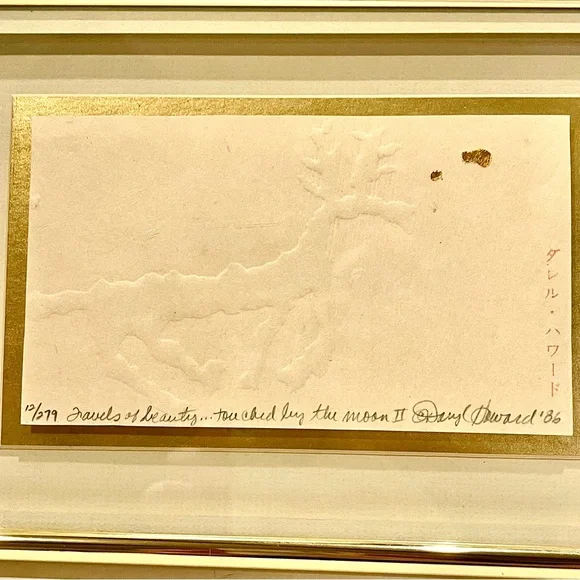 ダレル・ハワード
12/279 Travels of beauty...touched by the moon II ©Daryl Howard '86